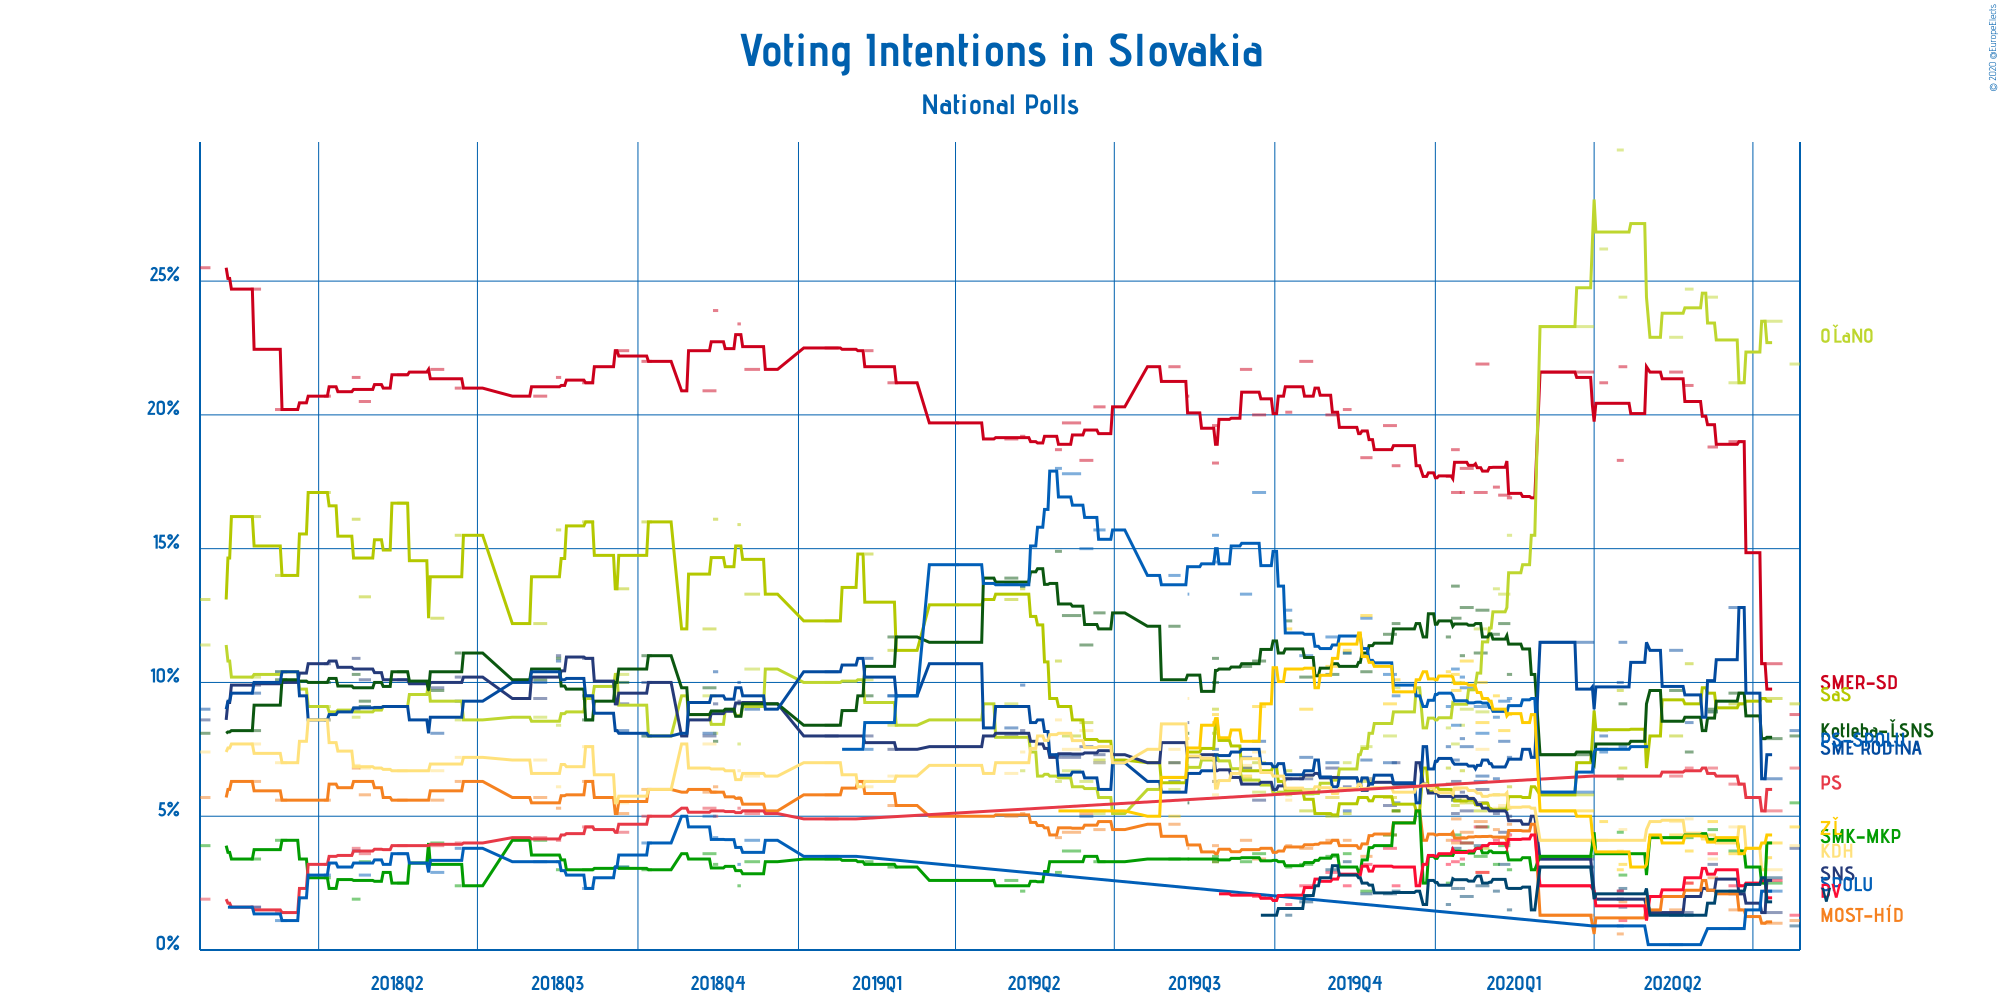 Voting Intentions in Slovakia
National Polls
© 2020 @EuropeElects
25%
20%
15%
10%
5%
0%
OĽaNO
SMER-SD
SaS
Kotleba-ĽSNS
PS-SPOLU
SME RODINA
PS
ZĽ
SMK-MKP
KDH
SNS
SPOLU
V
MOST-HÍD
2018Q2
2018Q3
2018Q4
2019Q1
2019Q2
2019Q3
2019Q4
2020Q1
2020Q2